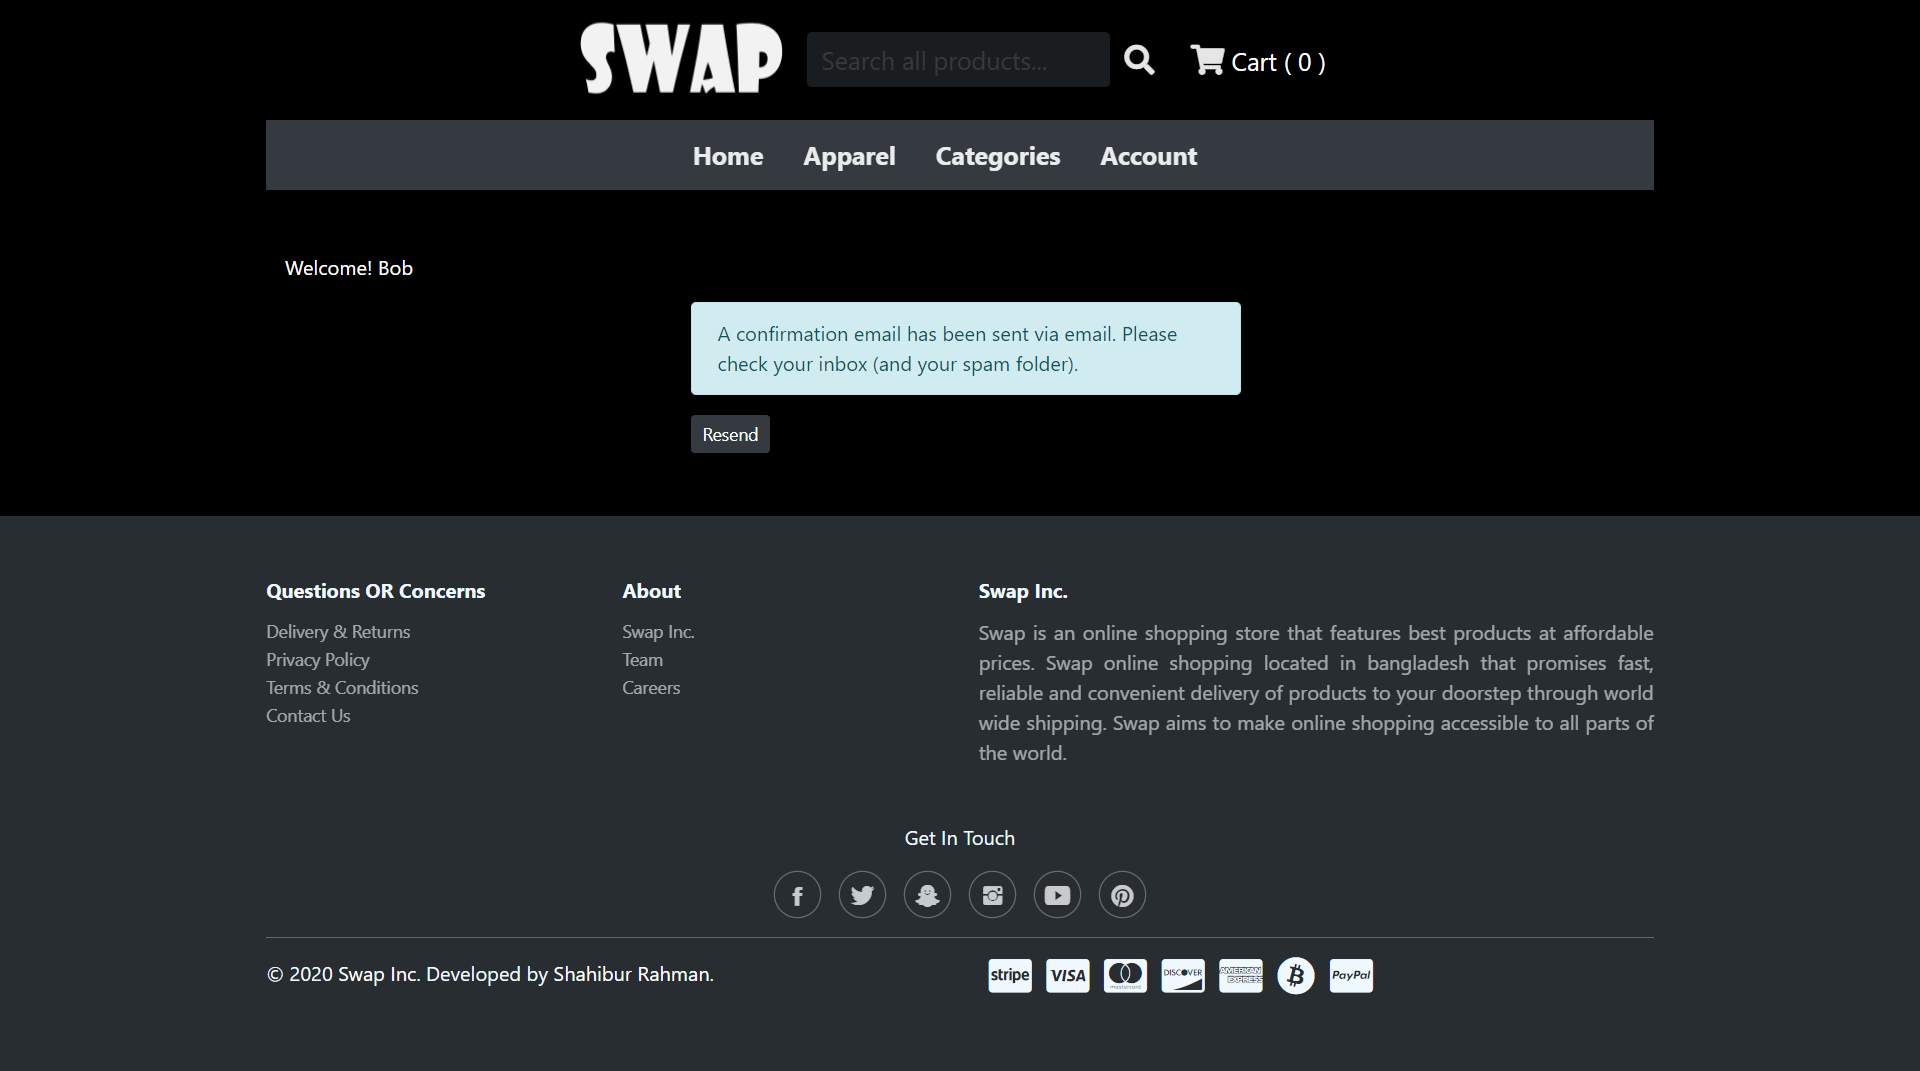 SWAP
Search all products...
Cart ( 0 )
Home
Apparel
Categories
Account
Welcome! Bob
A confirmation email has been sent via email. Please
check your inbox (and your spam folder).
Resend
Questions OR Concerns
Delivery & Returns
Privacy Policy
Terms & Conditions
Contact Us
About
Swap Inc.
Team
Careers
Swap Inc.
Swap is an online shopping store that features best products at affordable
prices. Swap online shopping located in bangladesh that promises fast,
reliable and convenient delivery of products to your doorstep through world
wide shipping. Swap aims to make online shopping accessible to all parts of
the world.
Get In Touch
© 2020 Swap Inc. Developed by Shahibur Rahman.
stripe
VISA
mastercard
DISCOVER
AMERICAN
EXPRESS
PayPal